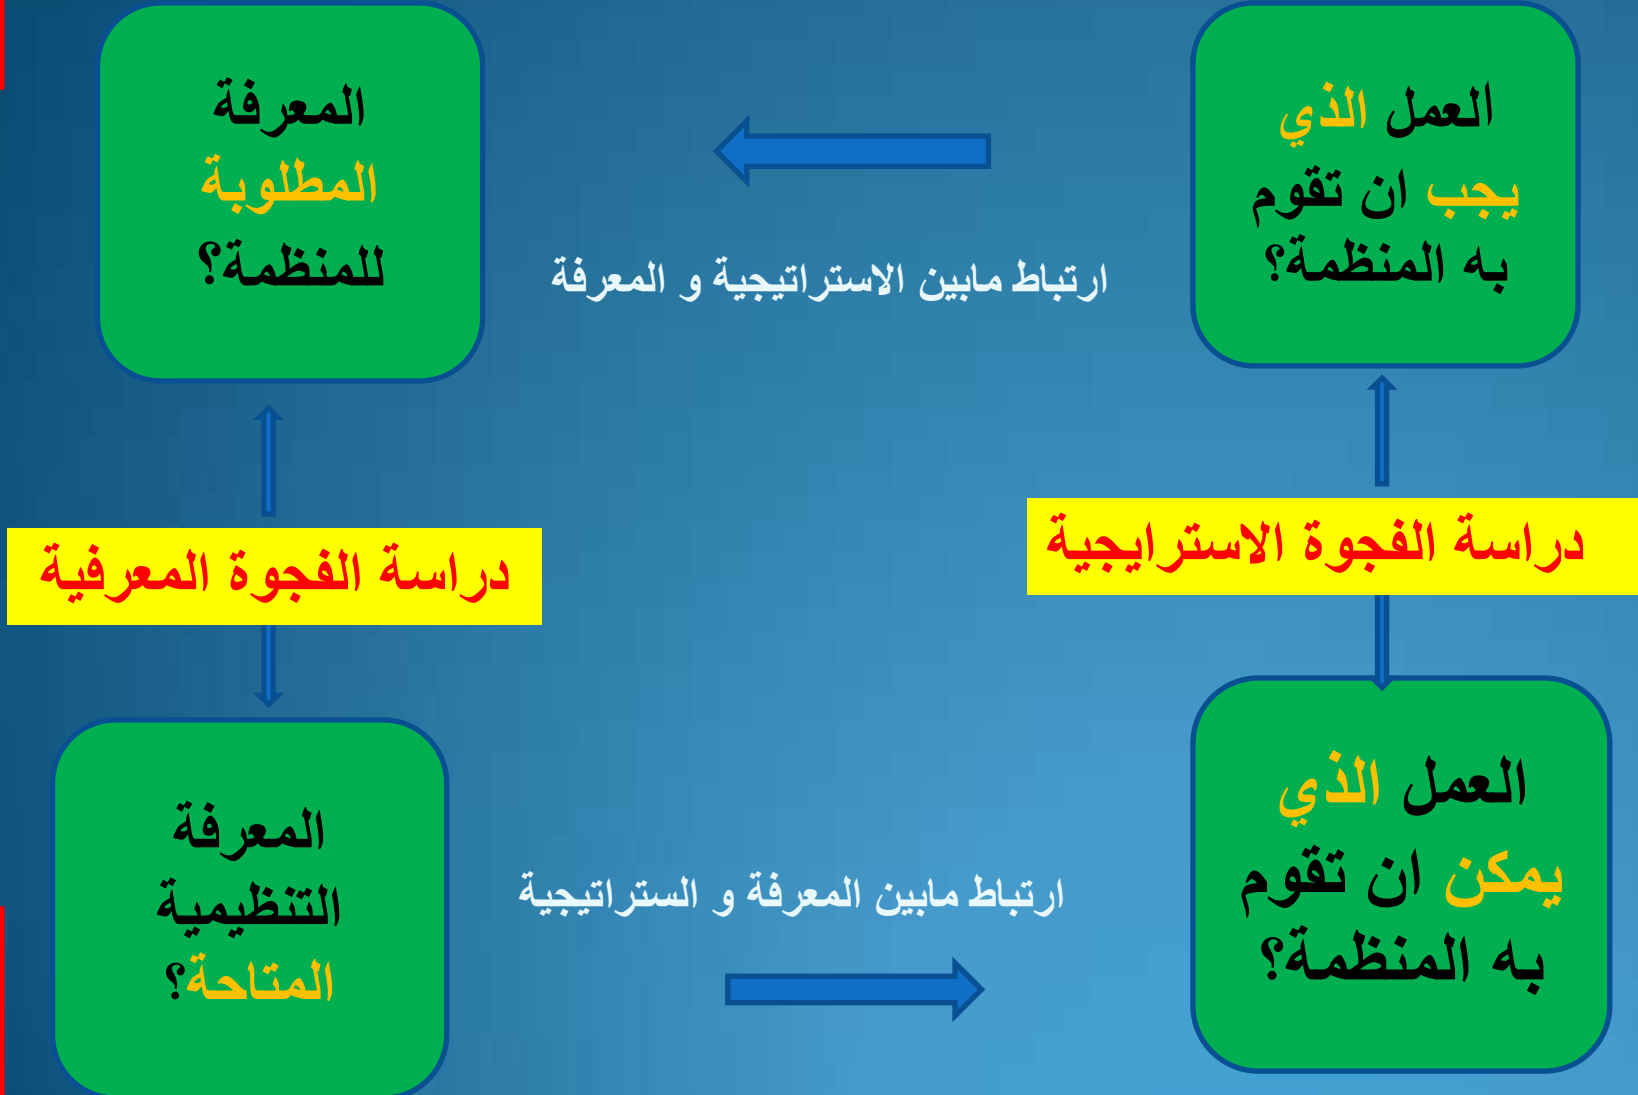 العمل الذي
يجب ان تقوم
به المنظمة؟
المعرفة
المطلوبة
للمنظمة؟
ارتباط مابين الاستراتيجية و المعرفة
دراسة الفجوة الاسترايجية
دراسة الفجوة المعرفية
العمل الذي
يمكن ان تقوم
به المنظمة؟
المعرفة
التنظيمية
المتاحة؟
ارتباط مابين المعرفة و الستراتيجية